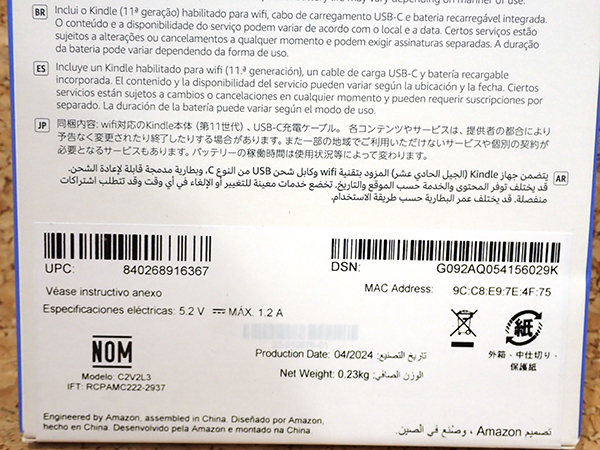 vary depending on manner of use.
BR Inclui o Kindle (11ª geração) habilitado para wifi, cabo de carregamento USB-C e bateria recarregável integrada.
O conteúdo e a disponibilidade do serviço podem variar de acordo com o local e a data. Certos serviços estão
sujeitos a alterações ou cancelamentos a qualquer momento e podem exigir assinaturas separadas. A duração
da bateria pode variar dependendo da forma de uso.
ES Incluye un Kindle habilitado para wifi (11.ª generación), un cable de carga USB-C y batería recargable
incorporada. El contenido y la disponibilidad del servicio pueden variar según la ubicación y la fecha. Ciertos
servicios están sujetos a cambios o cancelaciones en cualquier momento y pueden requerir suscripciones por
separado. La duración de la batería puede variar según el modo de uso.
JP 同梱内容: wifi対応のKindle本体（第11世代）、USB-C充電ケーブル。 各コンテンツやサービスは、提供者の都合により
予告なく変更されたり終了したりする場合があります。また一部の地域でご利用いただけないサービスや個別の契約が
必要となるサービスもあります。バッテリーの稼働時間は使用状況等によって変わります。
AR يتضمن جهاز Kindle (الجيل الحادي عشر) المزود بتقنية wifi وكابل شحن USB من النوع C، وبطارية مدمجة قابلة لإعادة الشحن.
قد يختلف توفر المحتوى والخدمة حسب الموقع والتاريخ. تخضع خدمات معينة للتغيير أو الإلغاء في أي وقت وقد تتطلب اشتراكات
منفصلة. قد يختلف عمر البطارية حسب طريقة الاستخدام.
UPC: 840268916367
DSN: G092AQ054156029K
MAC Address: 9C:C8:E9:7E:4F:75
Véase instructivo anexo
Especificaciones eléctricas: 5.2 V ⎓ MÁX. 1.2 A
NOM
Modelo: C2V2L3
IFT: RCPAMC222-2937
Production Date: 04/2024 تاريخ التصنيع:
Net Weight: 0.23kg الوزن الصافي:
紙
外箱・中仕切り・
保護紙
Engineered by Amazon, assembled in China. Diseñado por Amazon,
hecho en China. Desenvolvido pela Amazon e montado na China.
تصميم Amazon ، وصُنع في الصين.